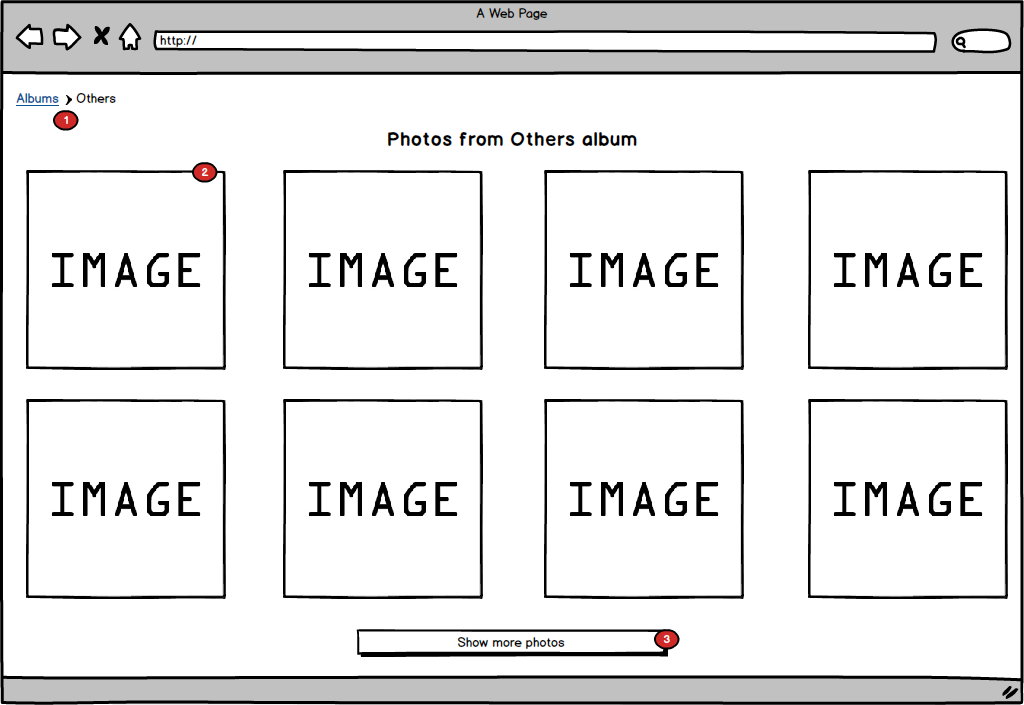 A Web Page
http://
Albums Others
1
Photos from Others album
2
IMAGE IMAGE IMAGE IMAGE
IMAGE IMAGE IMAGE IMAGE
Show more photos 3